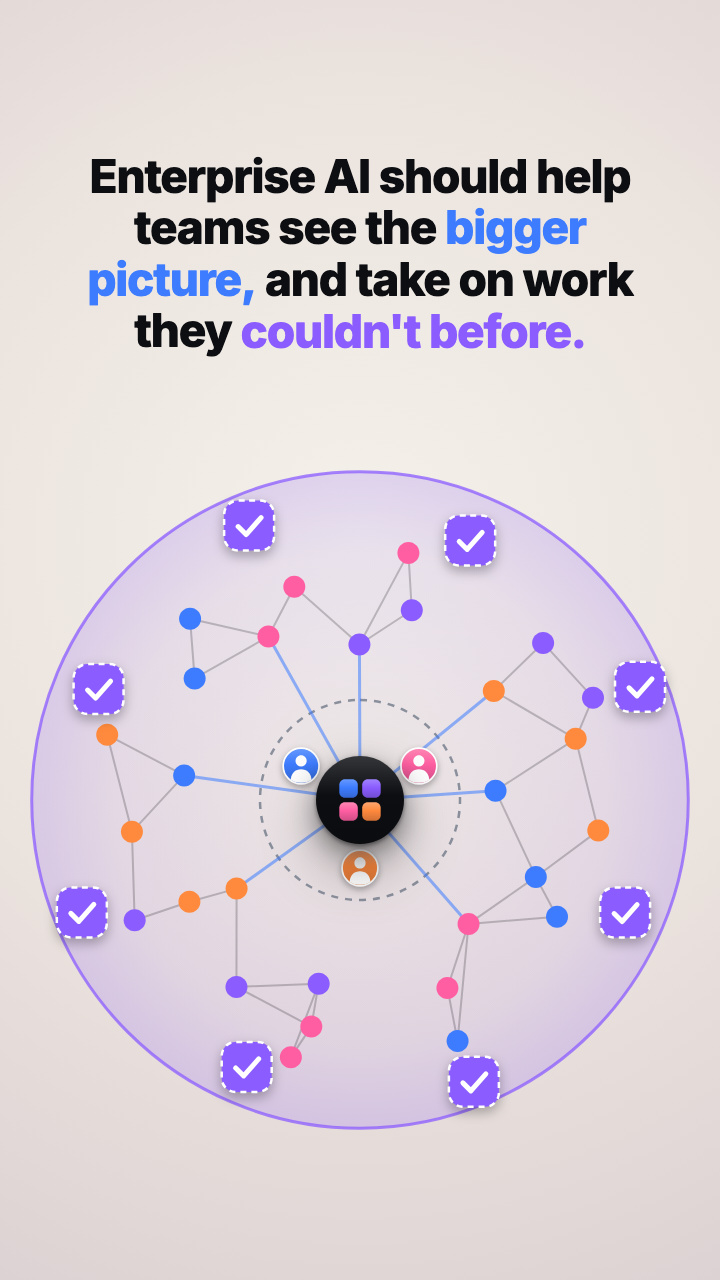 Enterprise AI should help
teams see the bigger
picture, and take on work
they couldn't before.